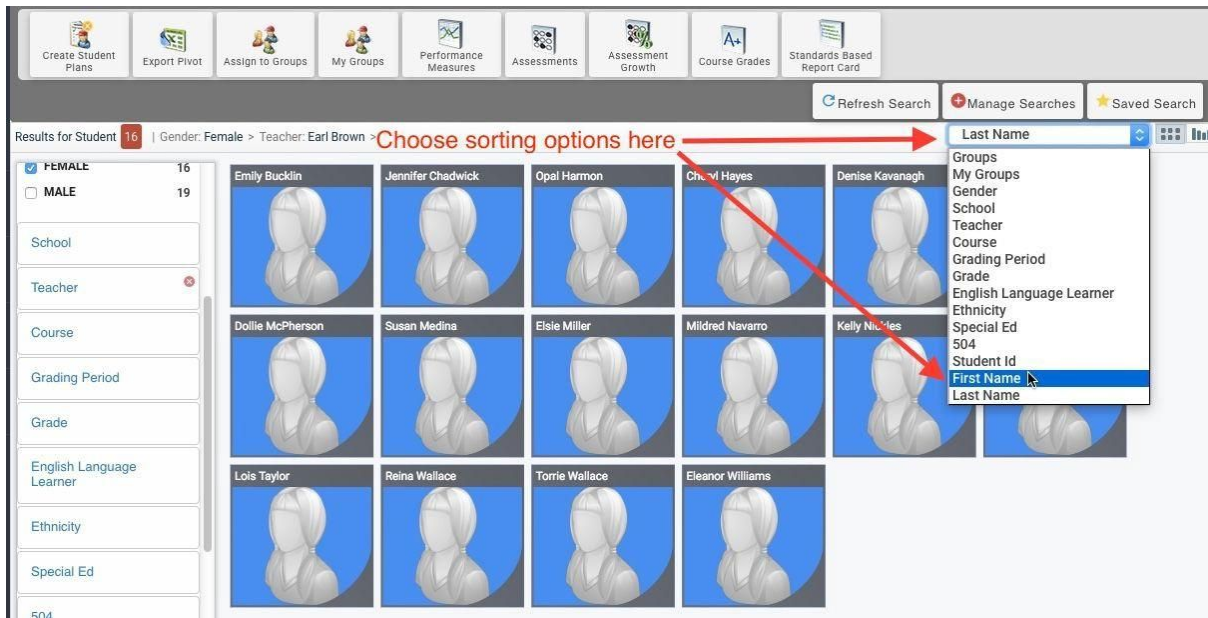 Create Student
Plans
Export Pivot
Assign to Groups
My Groups
Performance
Measures
Assessments
Assessment
Growth
A+
Course Grades
Standards Based
Report Card
Refresh Search
Manage Searches
Saved Search
Results for Student 16 | Gender: Female > Teacher: Earl Brown >
Choose sorting options here
Last Name
FEMALE 16
MALE 19
School
Teacher
Course
Grading Period
Grade
English Language
Learner
Ethnicity
Special Ed
504
Emily Bucklin
Jennifer Chadwick
Opal Harmon
Cheryl Hayes
Denise Kavanagh
Dollie McPherson
Susan Medina
Elsie Miller
Mildred Navarro
Kelly Nickles
Lois Taylor
Reina Wallace
Torrie Wallace
Eleanor Williams
Groups
My Groups
Gender
School
Teacher
Course
Grading Period
Grade
English Language Learner
Ethnicity
Special Ed
504
Student Id
First Name
Last Name